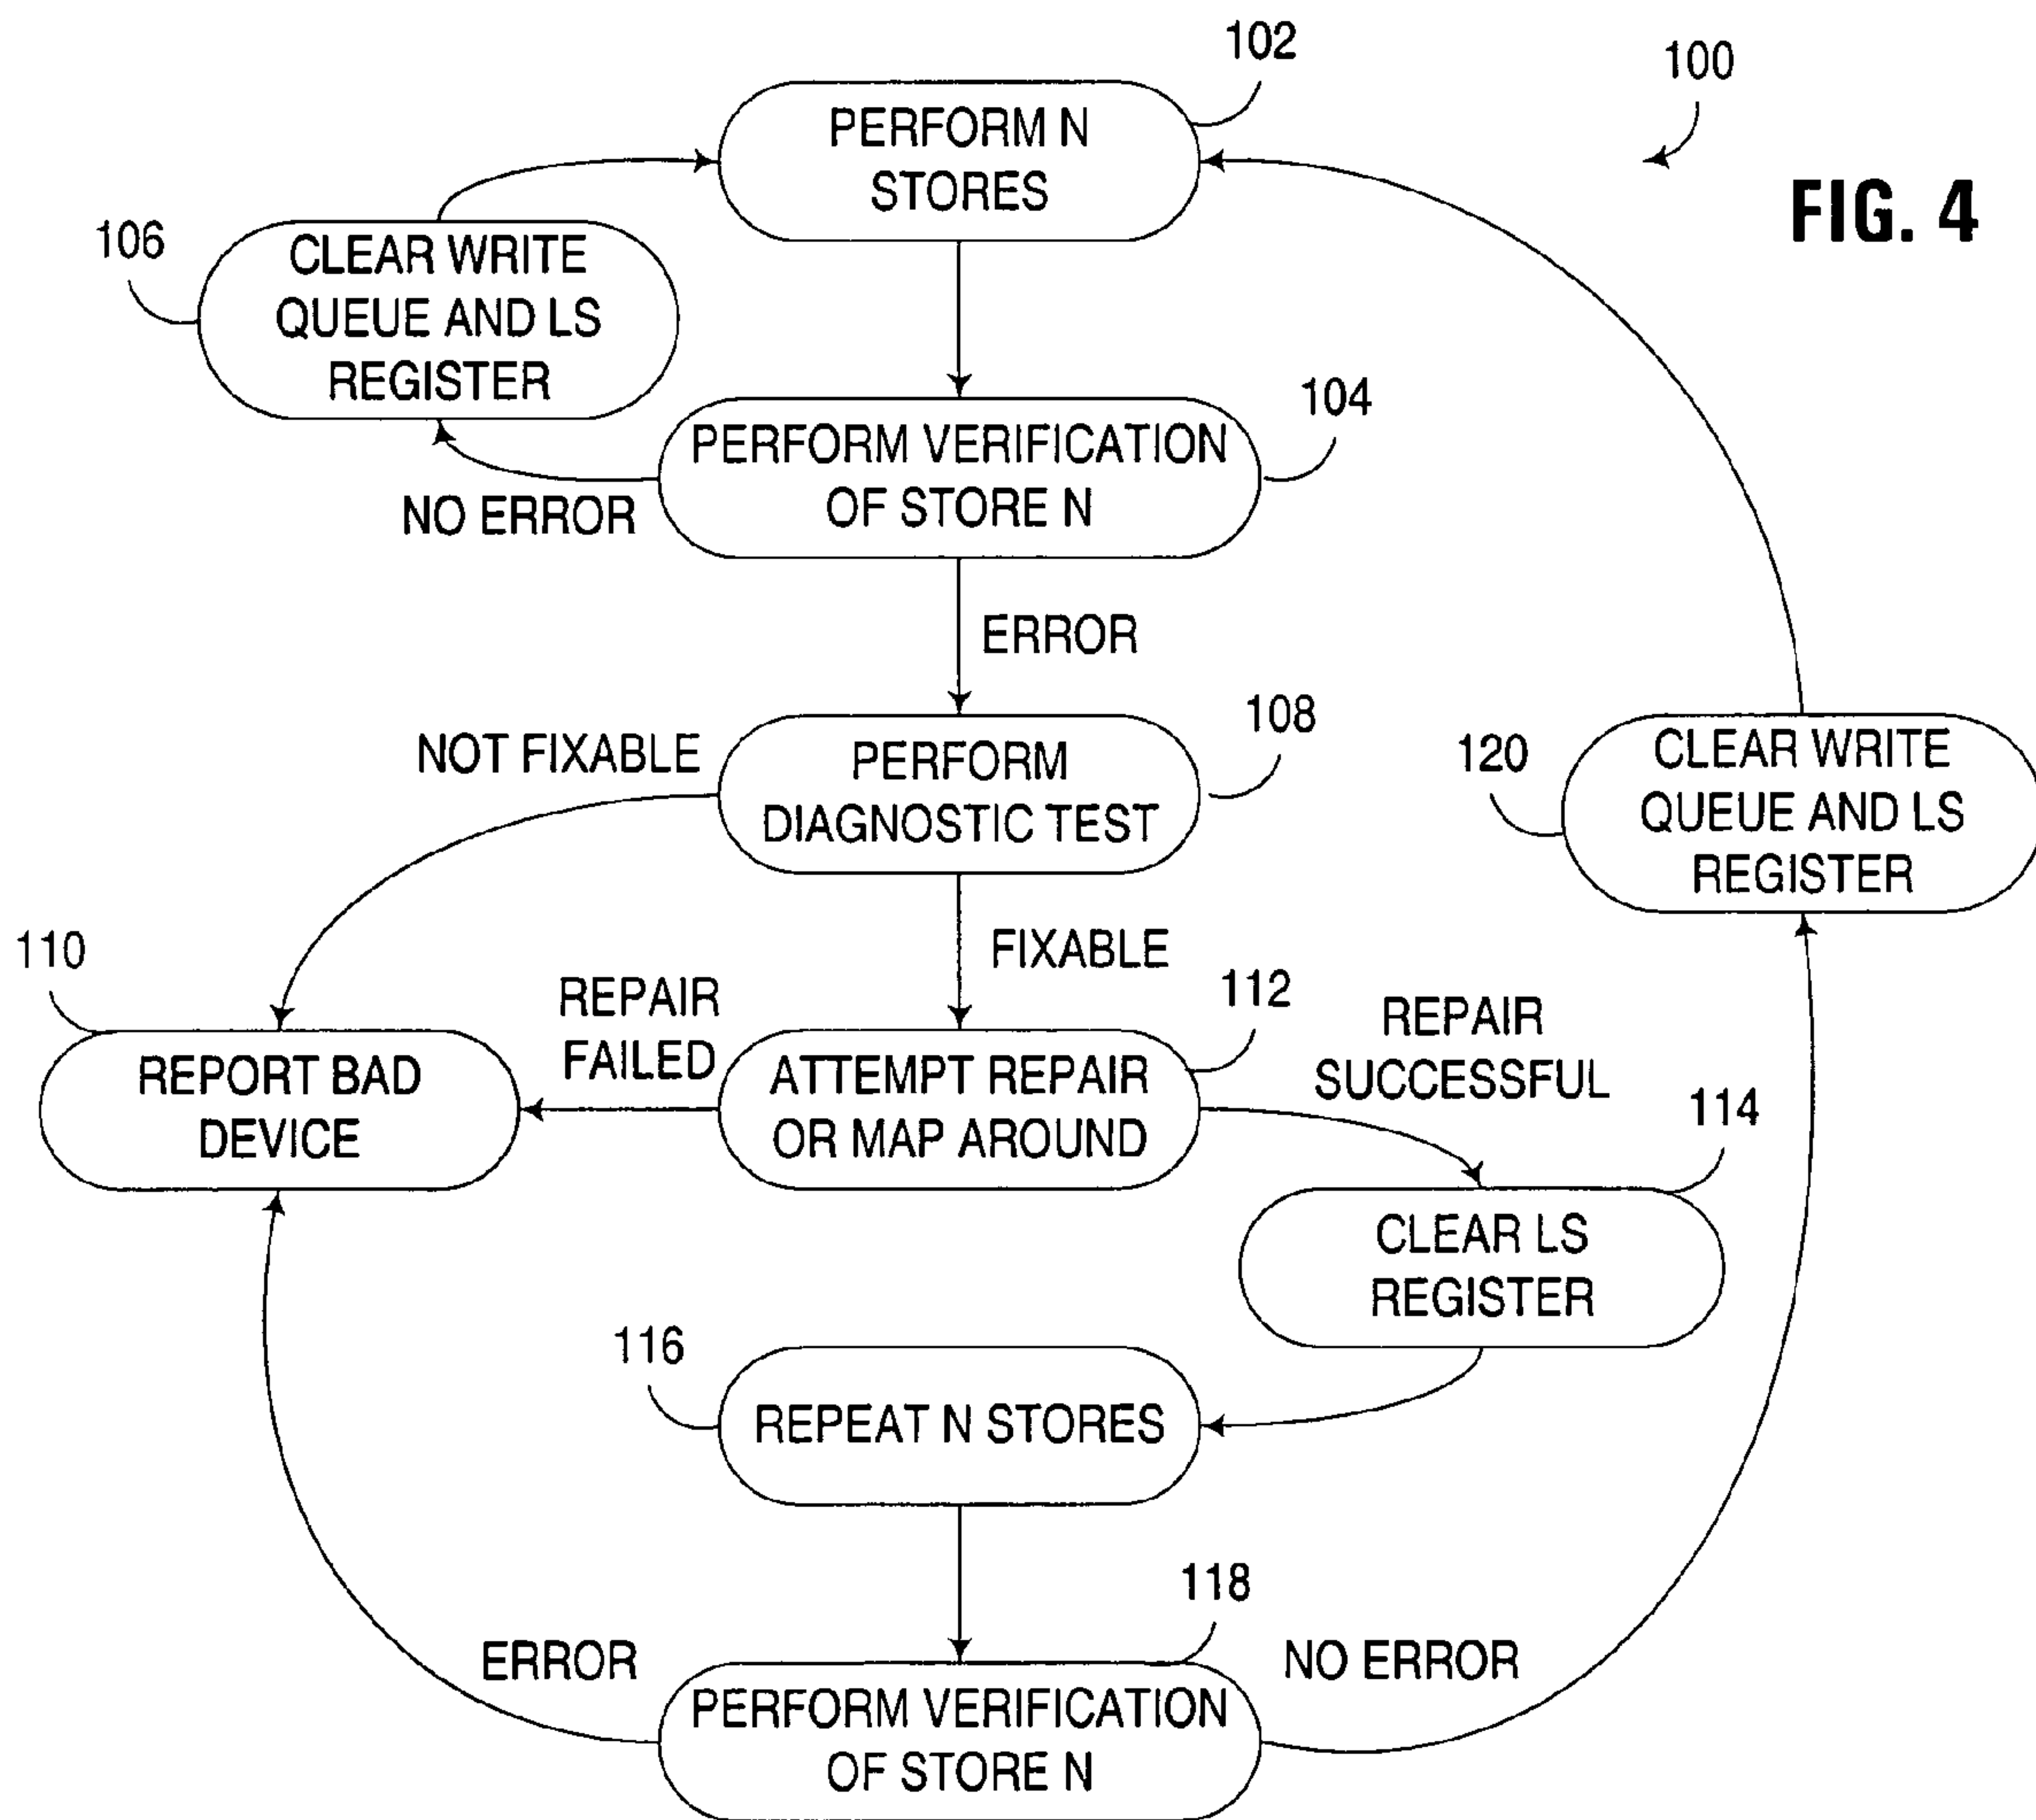 102
100
PERFORM N
STORES
FIG. 4
106
CLEAR WRITE
QUEUE AND LS
REGISTER
104
PERFORM VERIFICATION
OF STORE N
NO ERROR
ERROR
108
NOT FIXABLE
PERFORM
DIAGNOSTIC TEST
120
CLEAR WRITE
QUEUE AND LS
REGISTER
110
FIXABLE
REPAIR
FAILED
112
REPAIR
SUCCESSFUL
REPORT BAD
DEVICE
ATTEMPT REPAIR
OR MAP AROUND
114
CLEAR LS
REGISTER
116
REPEAT N STORES
118
ERROR
NO ERROR
PERFORM VERIFICATION
OF STORE N